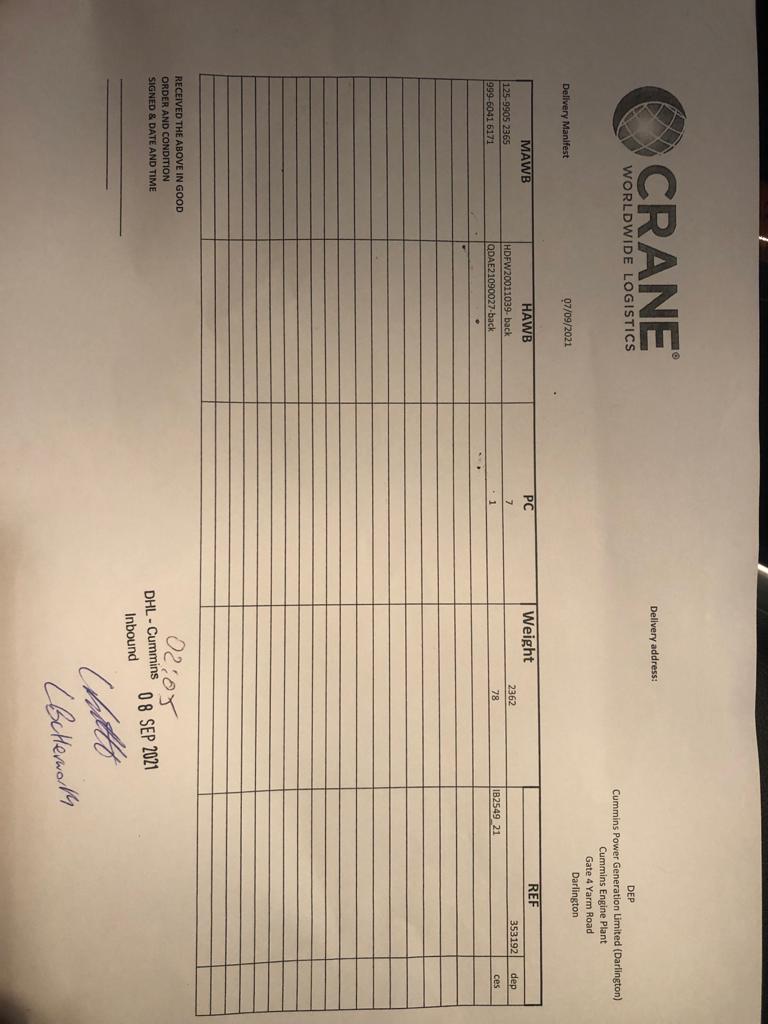 CRANE®
WORLDWIDE LOGISTICS
Delivery address:
DEP
Cummins Power Generation Limited (Darlington)
Cummins Engine Plant
Gate 4 Yarm Road
Darlington
Delivery Manifest 07/09/2021
MAWB HAWB PC Weight REF
125-9905 2365 HDFW20011039- back 7 2362 353192 dep
999-6041 6171 QDAE21090027-back 1 78 IB2549_21 ces
RECEIVED THE ABOVE IN GOOD
ORDER AND CONDITION
SIGNED & DATE AND TIME
02:05
DHL - Cummins 08 SEP 2021
Inbound